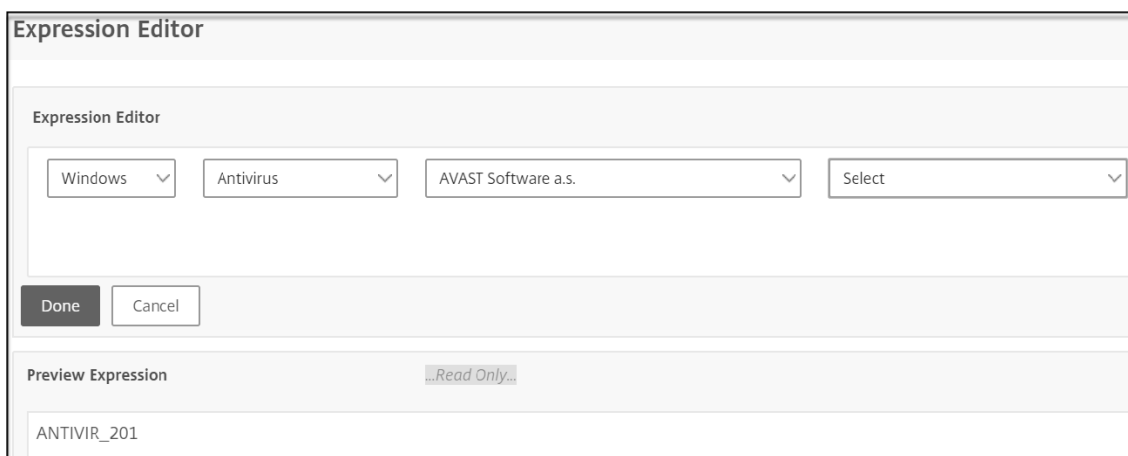 Expression Editor
Expression Editor
Windows Antivirus AVAST Software a.s. Select
Done Cancel
Preview Expression ...Read Only...
ANTIVIR_201